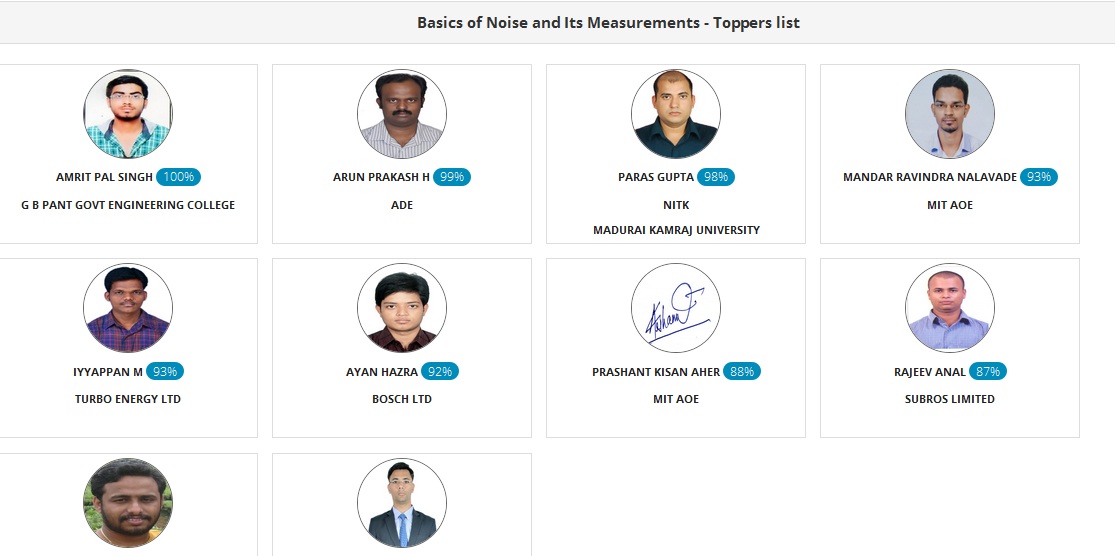 Basics of Noise and Its Measurements - Toppers list
AMRIT PAL SINGH 100%
G B PANT GOVT ENGINEERING COLLEGE
ARUN PRAKASH H 99%
ADE
PARAS GUPTA 98%
NITK
MADURAI KAMRAJ UNIVERSITY
MANDAR RAVINDRA NALAVADE 93%
MIT AOE
IYYAPPAN M 93%
TURBO ENERGY LTD
AYAN HAZRA 92%
BOSCH LTD
PRASHANT KISAN AHER 88%
MIT AOE
RAJEEV ANAL 87%
SUBROS LIMITED